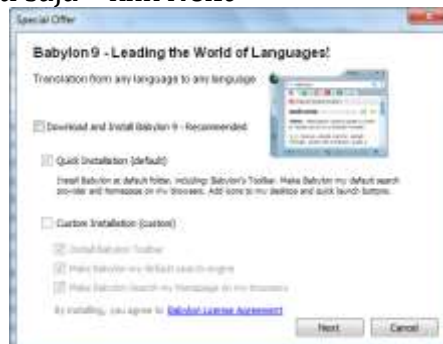 Special Offer
Babylon 9 - Leading the World of Languages!
Translation from any language to any language
Download and Install Babylon 9 - Recommended
Quick Installation (default)
Install Babylon at default folder, including: Babylon's Toolbar. Make Babylon my default search
provider and homepage on my browsers. Add icons to my desktop and quick launch buttons.
Custom Installation (custom)
Install Babylon Toolbar
Make Babylon my default search engine
Make Babylon Search my homepage on my browsers
By installing, you agree to Babylon License Agreement
Next
Cancel